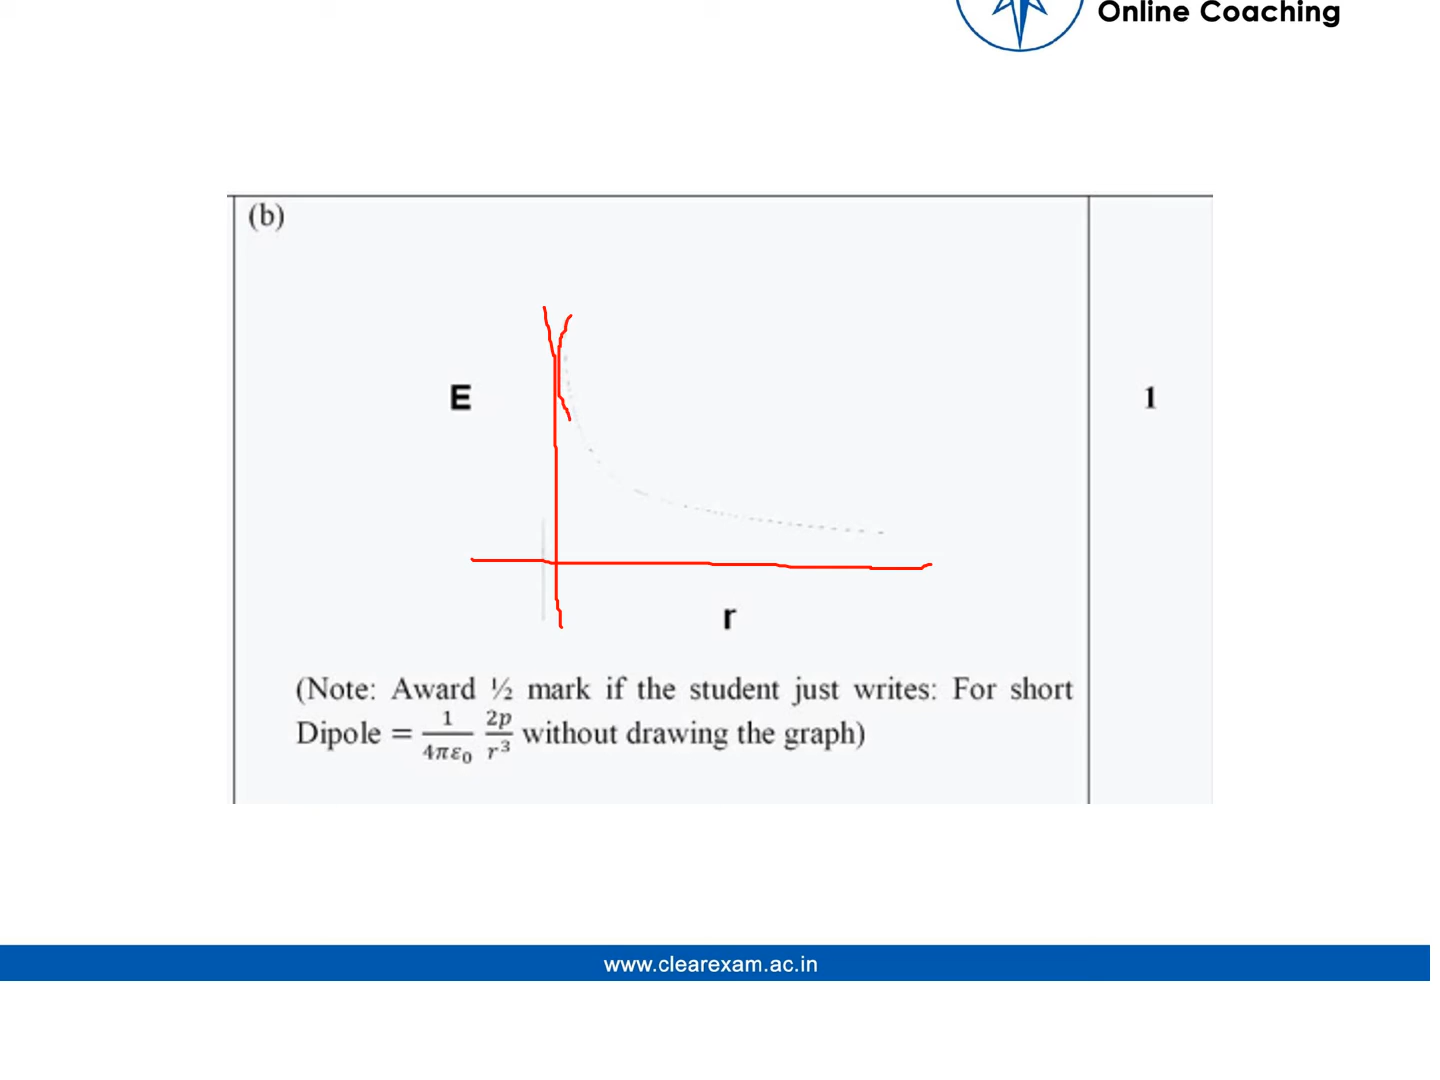 Online Coaching
(b)
E
1
r
(Note: Award ½ mark if the student just writes: For short
Dipole = 1/4πε₀ 2p/r³ without drawing the graph)
www.clearexam.ac.in